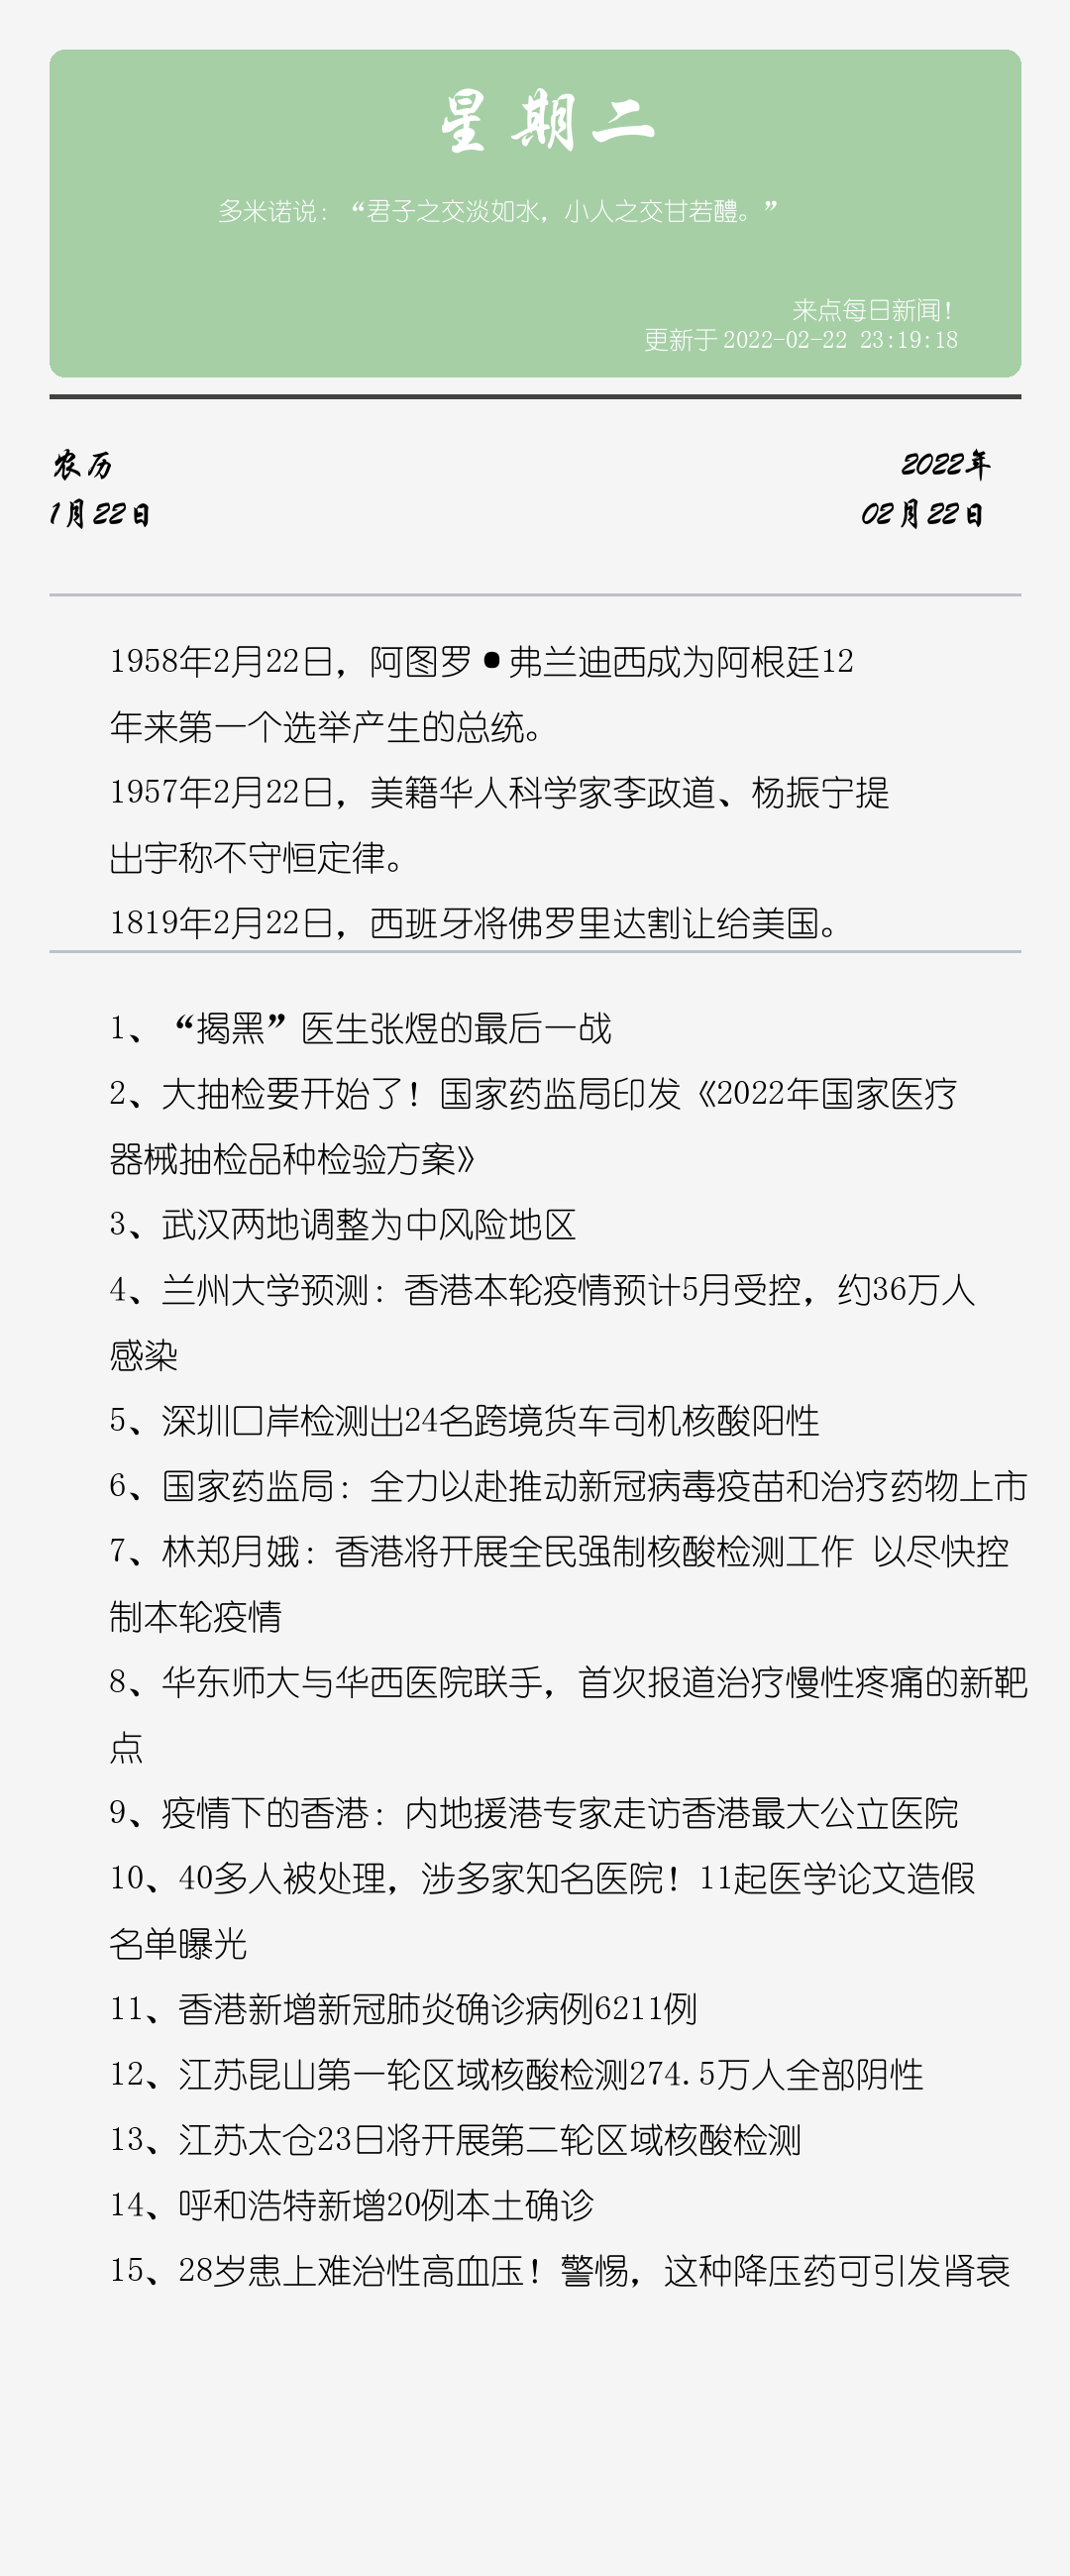 星期二
多米诺说：“君子之交淡如水，小人之交甘若醴。”
来点每日新闻！
更新于 2022-02-22 23:19:18
农历
2022年
1月22日
02月22日
1958年2月22日，阿图罗•弗兰迪西成为阿根廷12
年来第一个选举产生的总统。
1957年2月22日，美籍华人科学家李政道、杨振宁提
出宇称不守恒定律。
1819年2月22日，西班牙将佛罗里达割让给美国。
1、“揭黑”医生张煜的最后一战
2、大抽检要开始了！国家药监局印发《2022年国家医疗
器械抽检品种检验方案》
3、武汉两地调整为中风险地区
4、兰州大学预测：香港本轮疫情预计5月受控，约36万人
感染
5、深圳口岸检测出24名跨境货车司机核酸阳性
6、国家药监局：全力以赴推动新冠病毒疫苗和治疗药物上市
7、林郑月娥：香港将开展全民强制核酸检测工作 以尽快控
制本轮疫情
8、华东师大与华西医院联手，首次报道治疗慢性疼痛的新靶
点
9、疫情下的香港：内地援港专家走访香港最大公立医院
10、40多人被处理，涉多家知名医院！11起医学论文造假
名单曝光
11、香港新增新冠肺炎确诊病例6211例
12、江苏昆山第一轮区域核酸检测274.5万人全部阴性
13、江苏太仓23日将开展第二轮区域核酸检测
14、呼和浩特新增20例本土确诊
15、28岁患上难治性高血压！警惕，这种降压药可引发肾衰